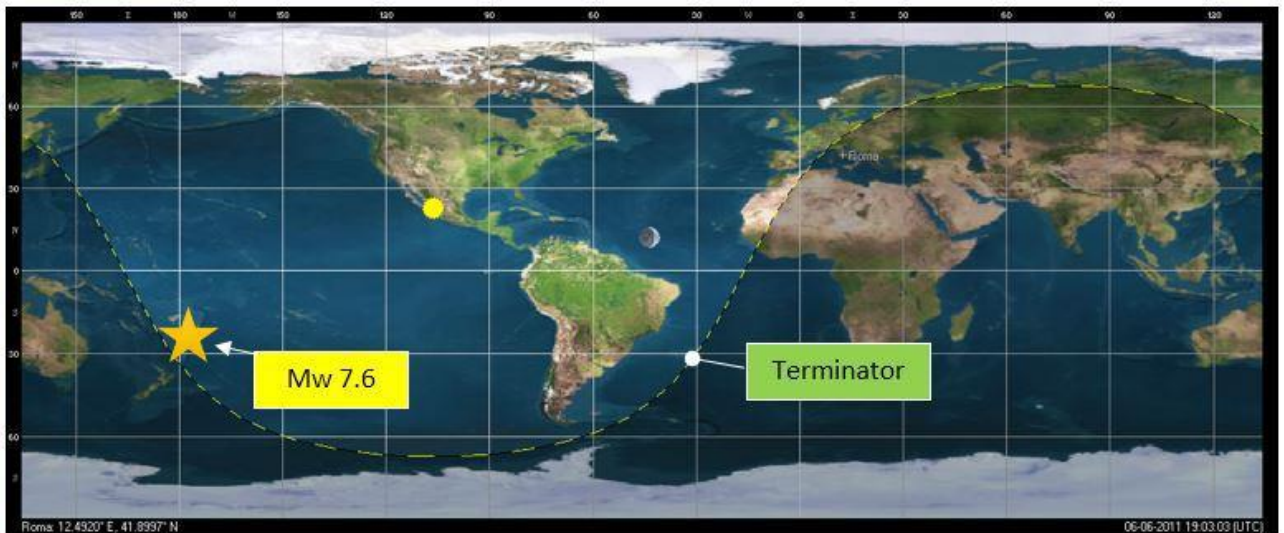 150 E 180 W 150 120 90 60 30 W 0 E 30 60 90 120
N
60
+Roma
30
N
0
S
30
Mw 7.6
Terminator
60
S
Roma: 12.4920° E, 41.8997° N
06-06-2011 19:03:03 (UTC)